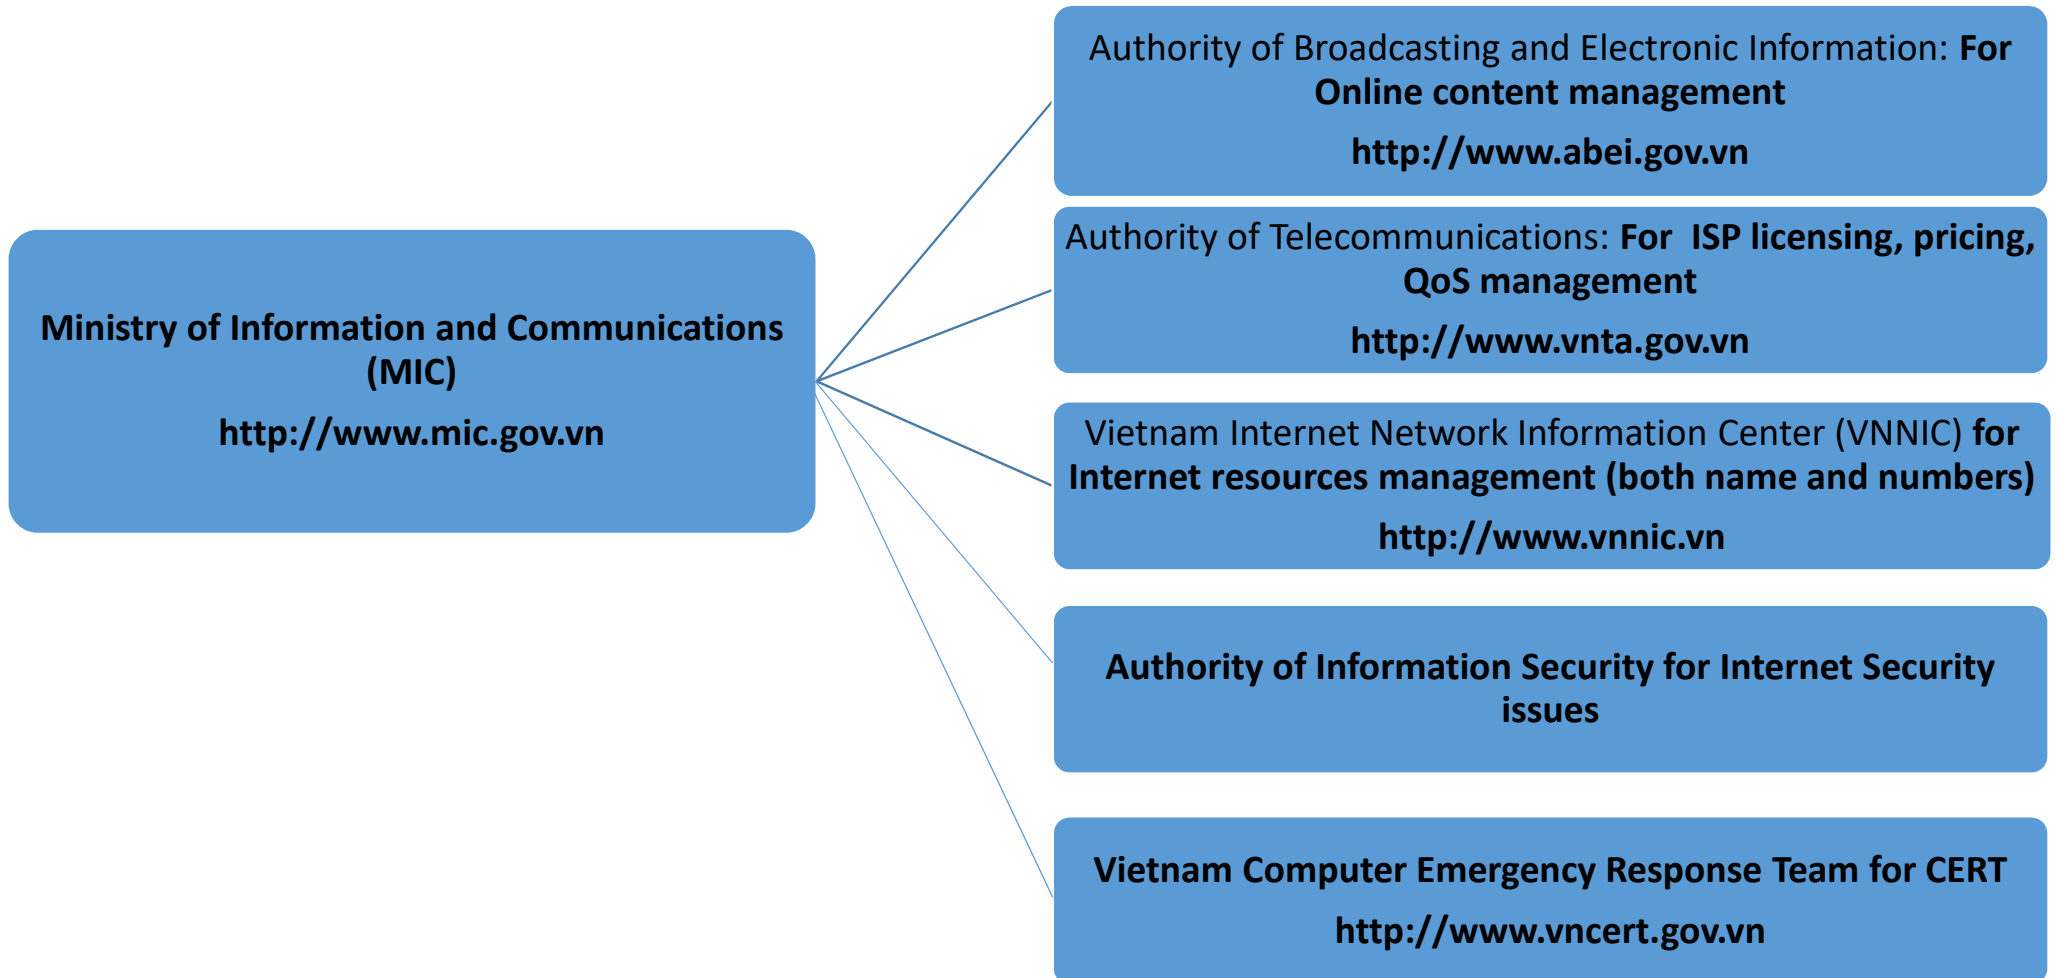 Authority of Broadcasting and Electronic Information: For
Online content management
http://www.abei.gov.vn
Authority of Telecommunications: For  ISP licensing, pricing,
QoS management
http://www.vnta.gov.vn
Ministry of Information and Communications
(MIC)
http://www.mic.gov.vn
Vietnam Internet Network Information Center (VNNIC) for
Internet resources management (both name and numbers)
http://www.vnnic.vn
Authority of Information Security for Internet Security
issues
Vietnam Computer Emergency Response Team for CERT
http://www.vncert.gov.vn